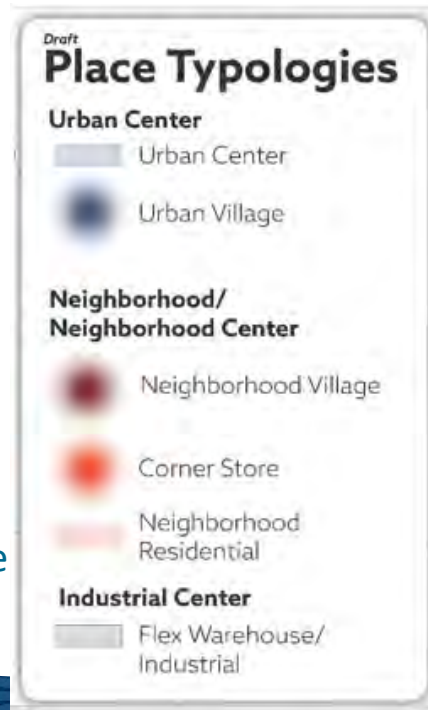 Draft
Place Typologies
Urban Center
Urban Center
Urban Village
Neighborhood/
Neighborhood Center
Neighborhood Village
Corner Store
Neighborhood
Residential
Industrial Center
Flex Warehouse/
Industrial